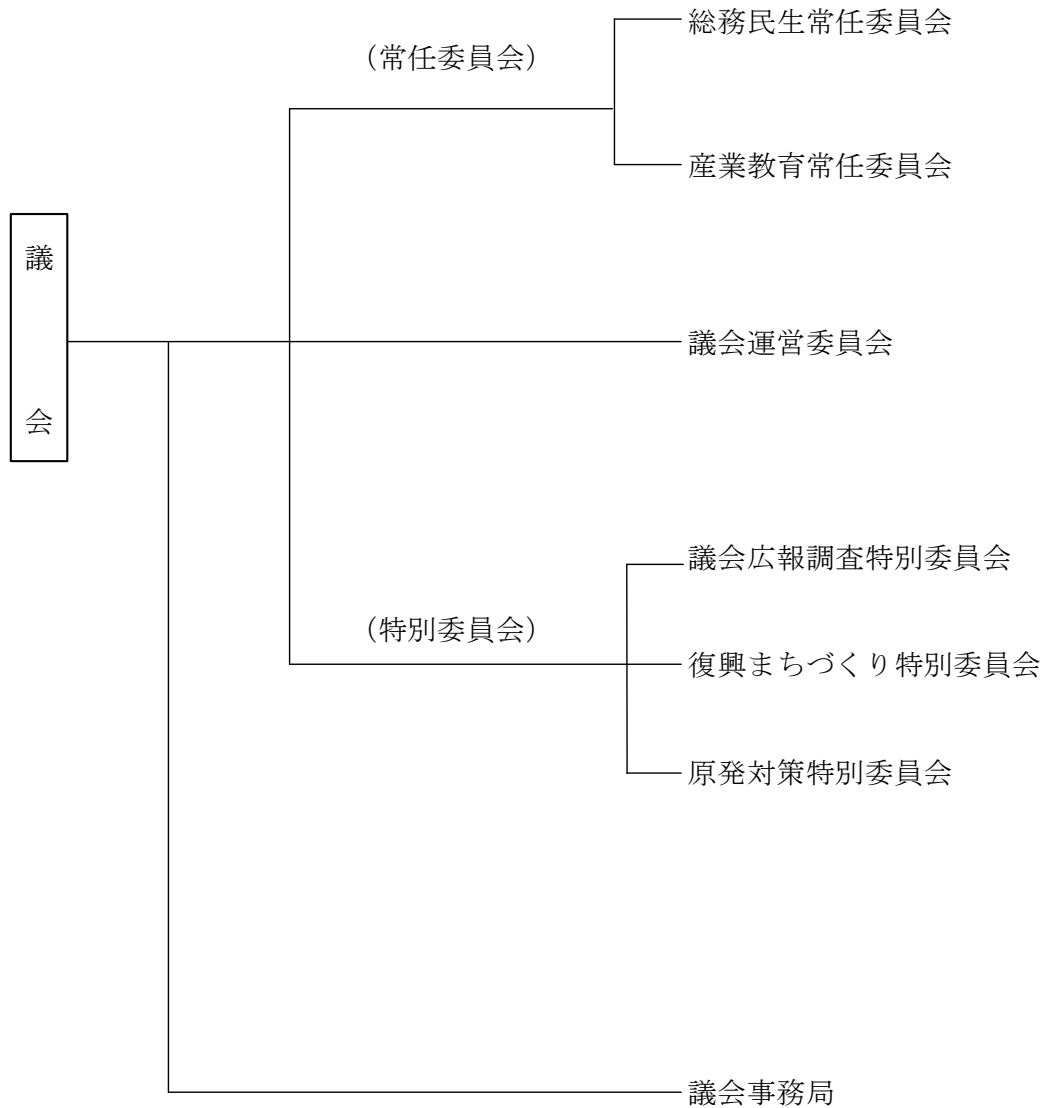 総務民生常任委員会
（常任委員会）
産業教育常任委員会
議会
議会運営委員会
議会広報調査特別委員会
（特別委員会）
復興まちづくり特別委員会
原発対策特別委員会
議会事務局